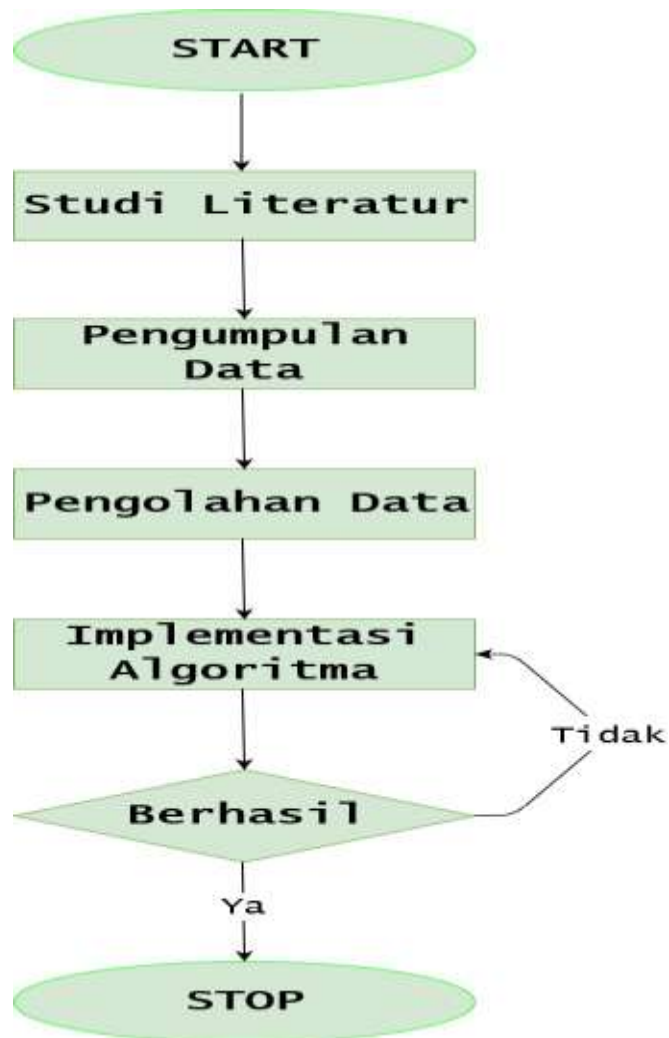 START
Studi Literatur
Pengumpulan
Data
Pengolahan Data
Implementasi
Algoritma
Tidak
Berhasil
Ya
STOP